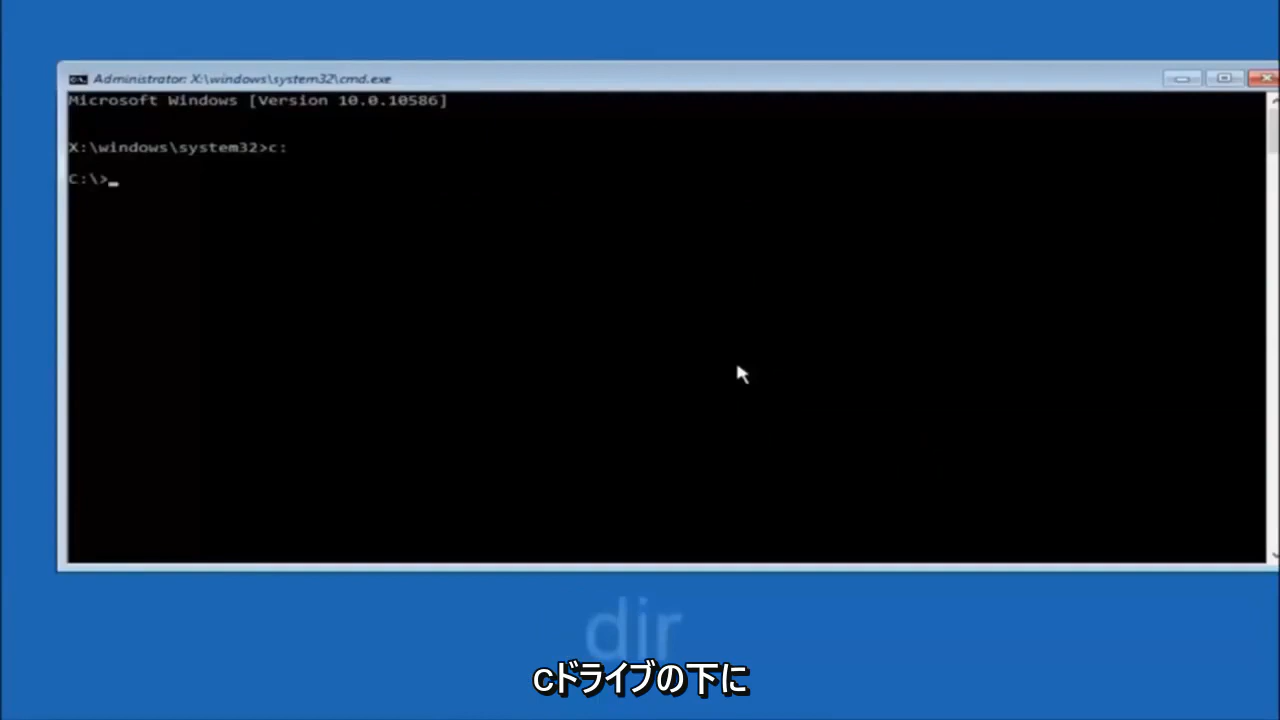 Administrator: X:\windows\system32\cmd.exe
Microsoft Windows [Version 10.0.10586]
X:\windows\system32>c:
C:\>
dir
Cドライブの下に